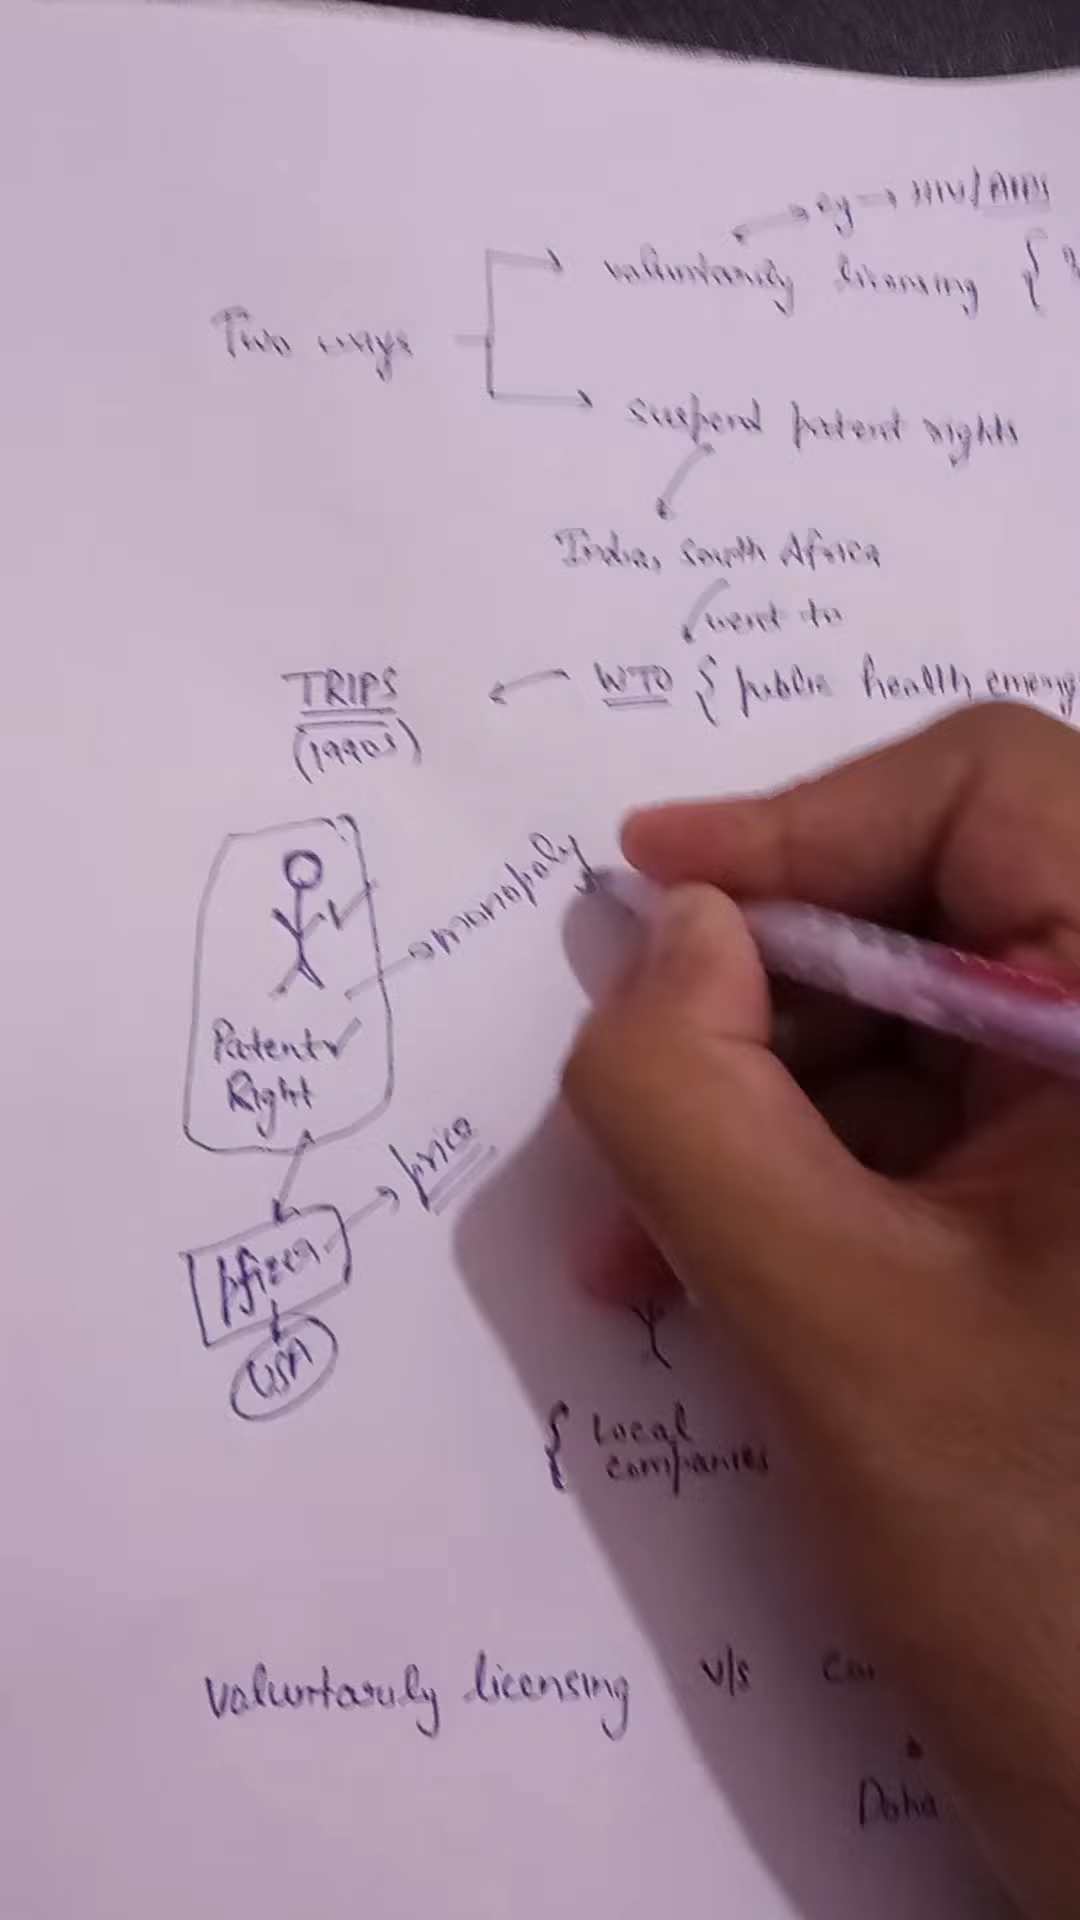 eg → HIV/AIDS
Two ways
voluntarily licensing {
suspend patent rights
India, South Africa
went to
TRIPS ← WTO { public health emerg
(1990s)
monopoly
Patent
Right
price
pfizer
USA
{ Local
companies
voluntarily licensing v/s
Doha